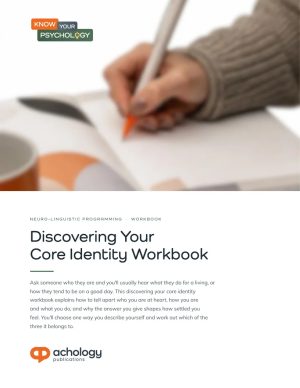 KNOW YOUR
PSYCHOLOGY
NEURO-LINGUISTIC PROGRAMMING · WORKBOOK
Discovering Your
Core Identity Workbook
Ask someone who they are and you'll usually hear what they do for a living, or
how they tend to be on a good day. This discovering your core identity
workbook explains how to tell apart who you are at heart, how you are
and what you do, and why the answer you give shapes how settled you
feel. You'll choose one way you describe yourself and work out which of the
three it belongs to.
achology
publications